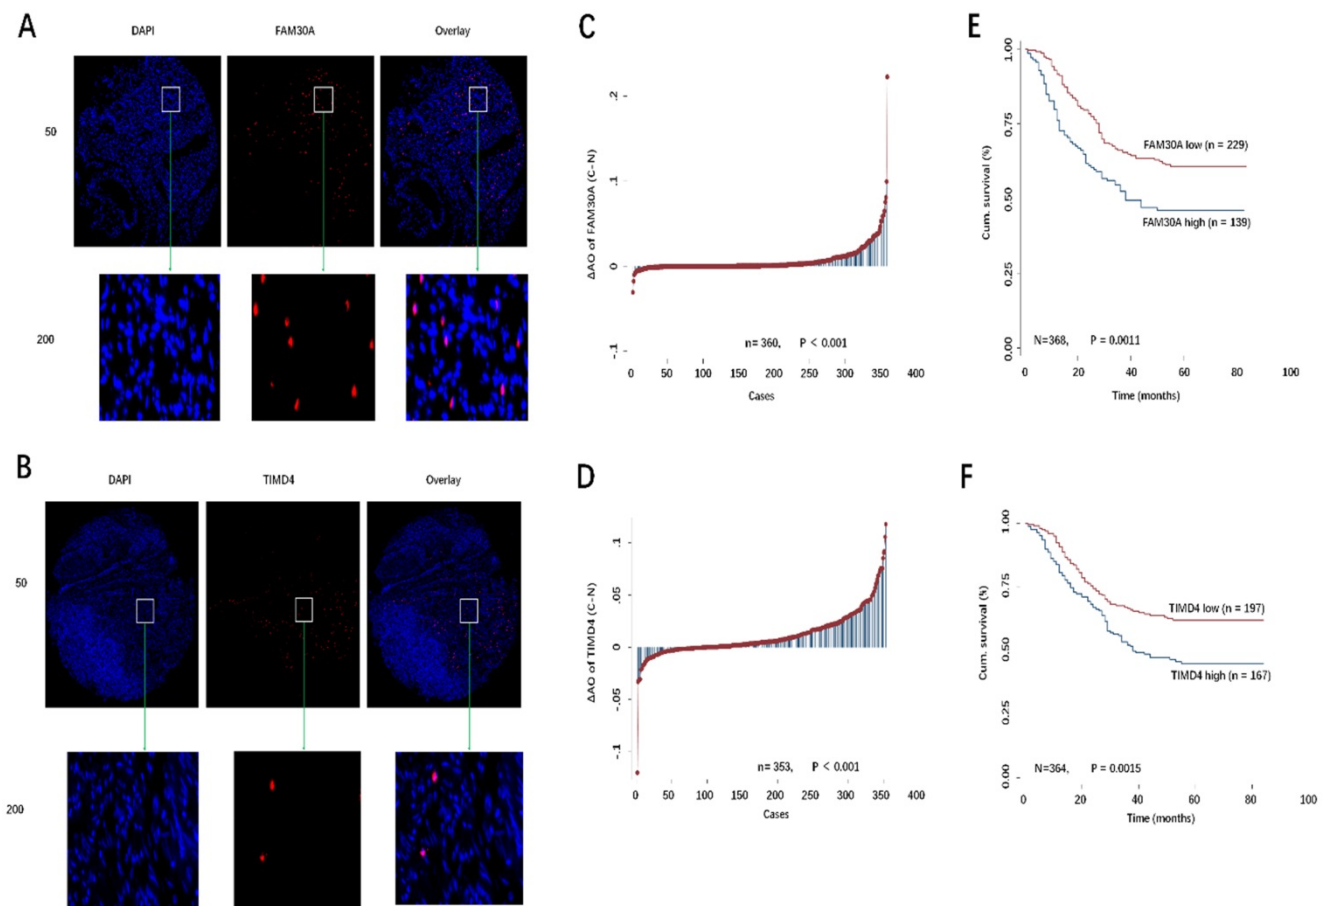 A
DAPI
FAM30A
Overlay
50
200
B
DAPI
TIMD4
Overlay
50
200
C
ΔAO of FAM30A (C-N)
.2
.1
0
-.1
n= 360, P < 0.001
0 50 100 150 200 250 300 350 400
Cases
D
ΔAO of TIMD4 (C-N)
.1
.05
0
-.05
-.1
n= 353, P < 0.001
0 50 100 150 200 250 300 350 400
Cases
E
Cum. survival (%)
1.00
0.75
0.50
0.25
0.00
FAM30A low (n = 229)
FAM30A high (n = 139)
N=368, P = 0.0011
0 20 40 60 80 100
Time (months)
F
Cum. survival (%)
1.00
0.75
0.50
0.25
0.00
TIMD4 low (n = 197)
TIMD4 high (n = 167)
N=364, P = 0.0015
0 20 40 60 80 100
Time (months)